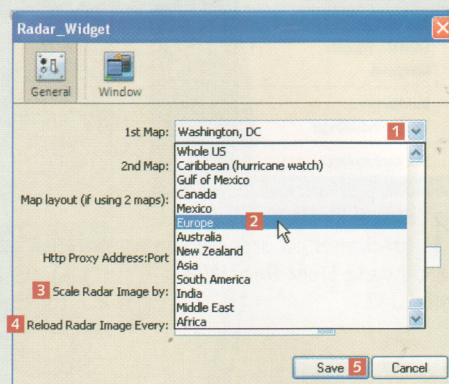 Radar_Widget
General
Window
1st Map:
Washington, DC
1
2nd Map:
Map layout (if using 2 maps):
Whole US
Caribbean (hurricane watch)
Gulf of Mexico
Canada
Mexico
Europe
2
Australia
New Zealand
Asia
South America
India
Middle East
Africa
Http Proxy Address:Port
3
Scale Radar Image by:
4
Reload Radar Image Every:
Save
5
Cancel